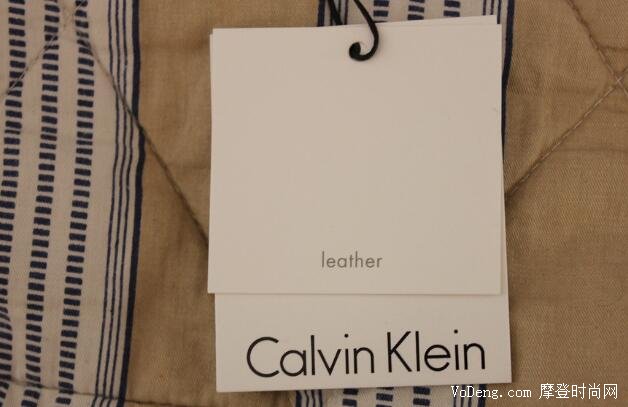 leather
Calvin Klein
VoDeng.com 摩登时尚网